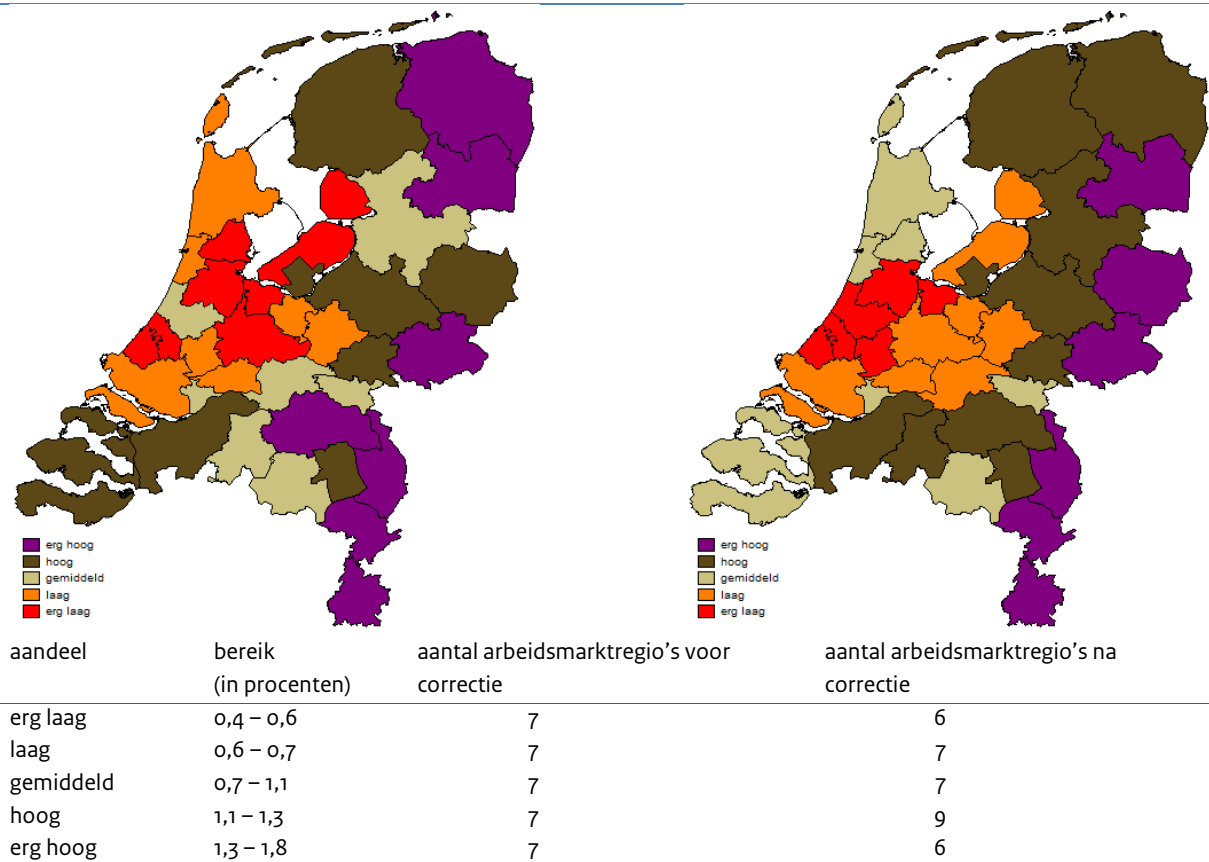 erg hoog
hoog
gemiddeld
laag
erg laag
erg hoog
hoog
gemiddeld
laag
erg laag
aandeel bereik aantal arbeidsmarktregio's voor aantal arbeidsmarktregio's na
(in procenten) correctie correctie
erg laag 0,4 – 0,6 7 6
laag 0,6 – 0,7 7 7
gemiddeld 0,7 – 1,1 7 7
hoog 1,1 – 1,3 7 9
erg hoog 1,3 – 1,8 7 6